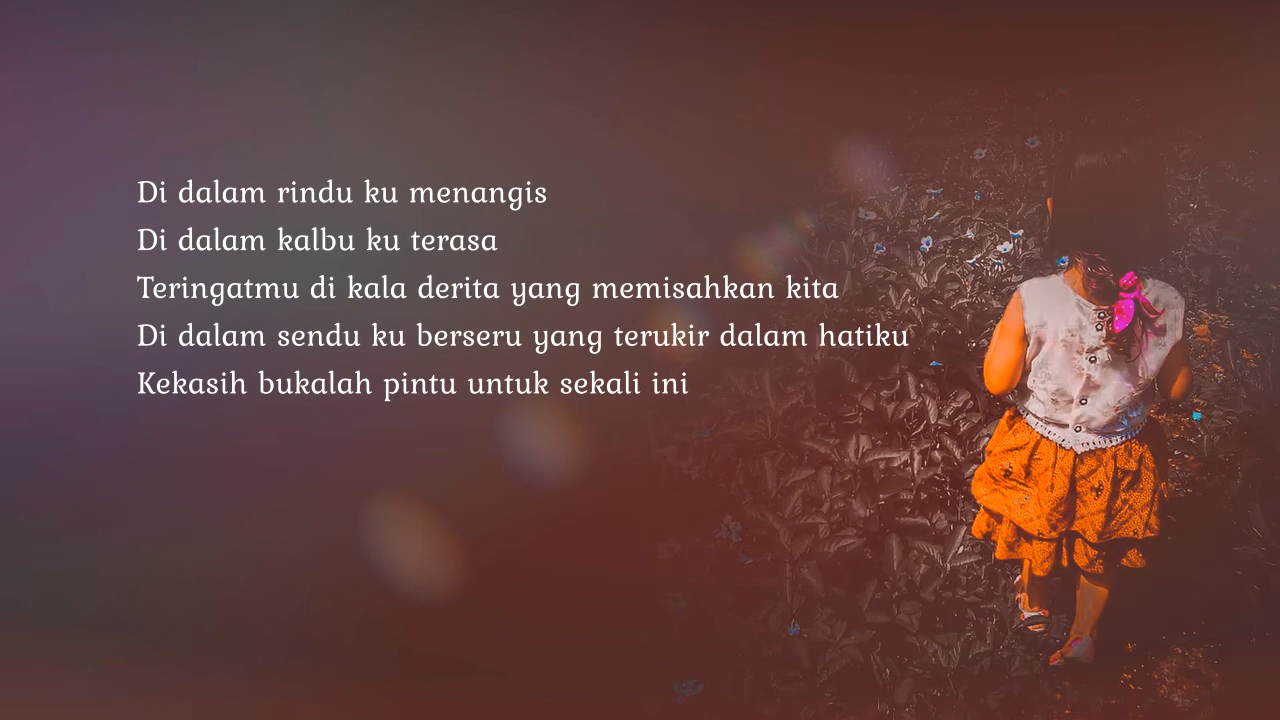 Di dalam rindu ku menangis
Di dalam kalbu ku terasa
Teringatmu di kala derita yang memisahkan kita
Di dalam sendu ku berseru yang terukir dalam hatiku
Kekasih bukalah pintu untuk sekali ini